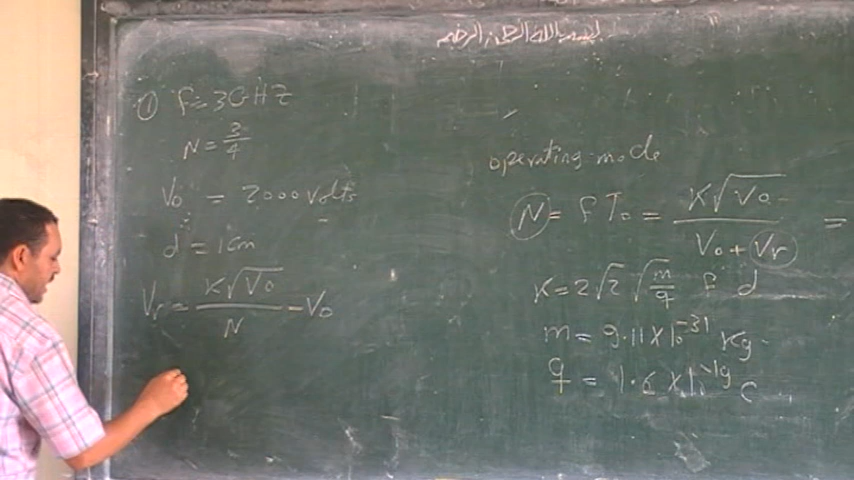 بسم الله الرحمن الرحيم
① f = 3 GHZ
N = 3/4
V₀ = 2000 volts
d = 1 cm
Vr = K√V₀ / N - V₀
operating mode
N = f T₀ = K√V₀ / V₀ + Vr =
K = 2√2 √m/q f d
m = 9.11 x 10⁻³¹ Kg
q = 1.6 x 10⁻¹⁹ C